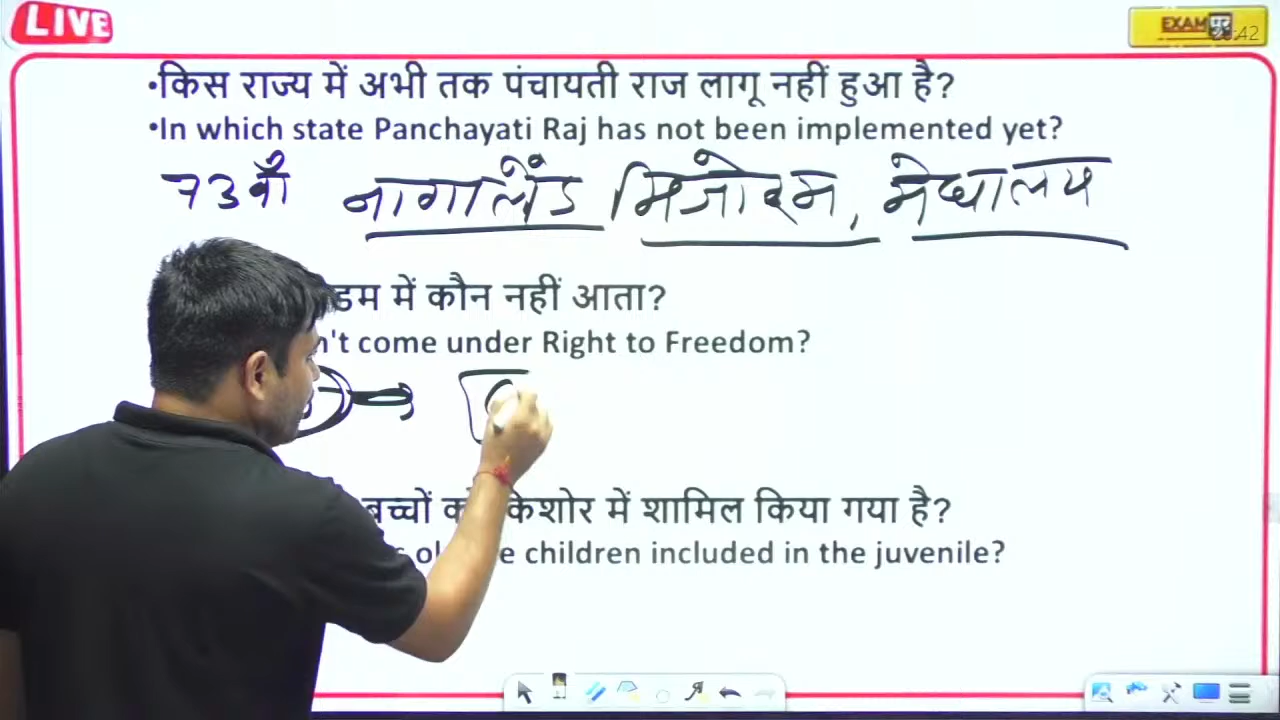 LIVE
EXAM पुर
:42
•किस राज्य में अभी तक पंचायती राज लागू नहीं हुआ है?
•In which state Panchayati Raj has not been implemented yet?
73वाँ नागालैंड मिजोरम, मेघालय
डम में कौन नहीं आता?
n't come under Right to Freedom?
बच्चों को किशोर में शामिल किया गया है?
children included in the juvenile?